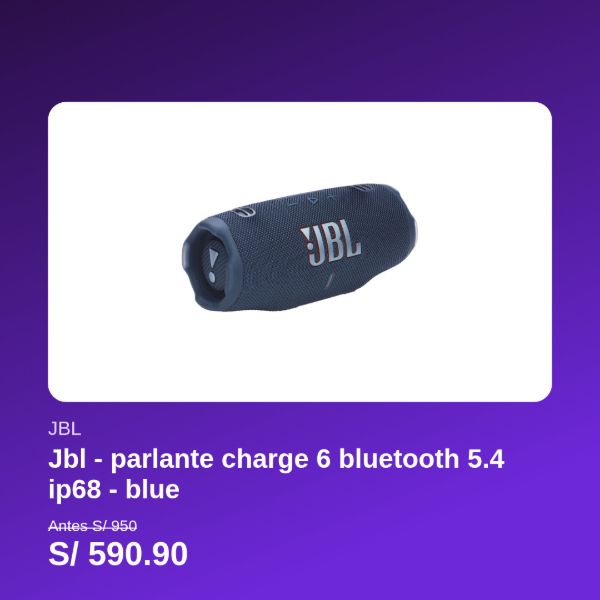 JBL
JBL
Jbl - parlante charge 6 bluetooth 5.4
ip68 - blue
Antes S/ 950
S/ 590.90